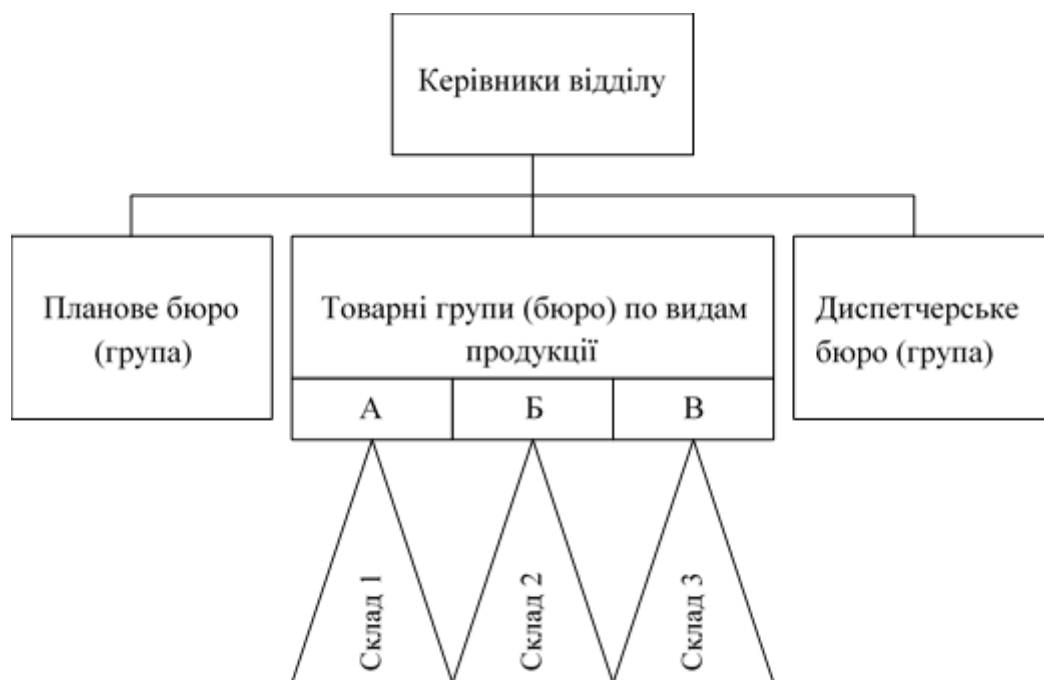 Керівники відділу
Планове бюро
(група)
Товарні групи (бюро) по видам
продукції
Диспетчерське
бюро (група)
А
Б
В
Склад 1
Склад 2
Склад 3